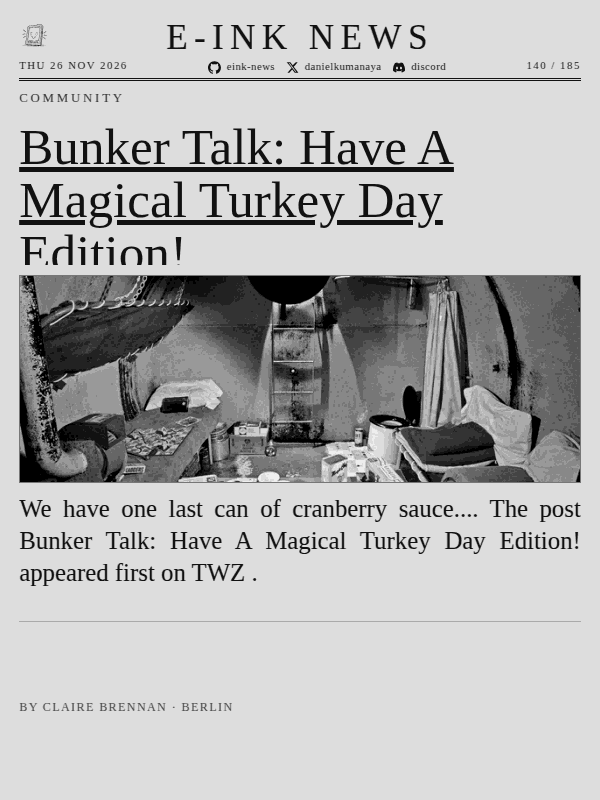 E-INK NEWS
THU 26 NOV 2026
eink-news danielkumanaya discord
140 / 185
COMMUNITY
Bunker Talk: Have A
Magical Turkey Day
Edition!
We have one last can of cranberry sauce.... The post
Bunker Talk: Have A Magical Turkey Day Edition!
appeared first on TWZ .
BY CLAIRE BRENNAN · BERLIN